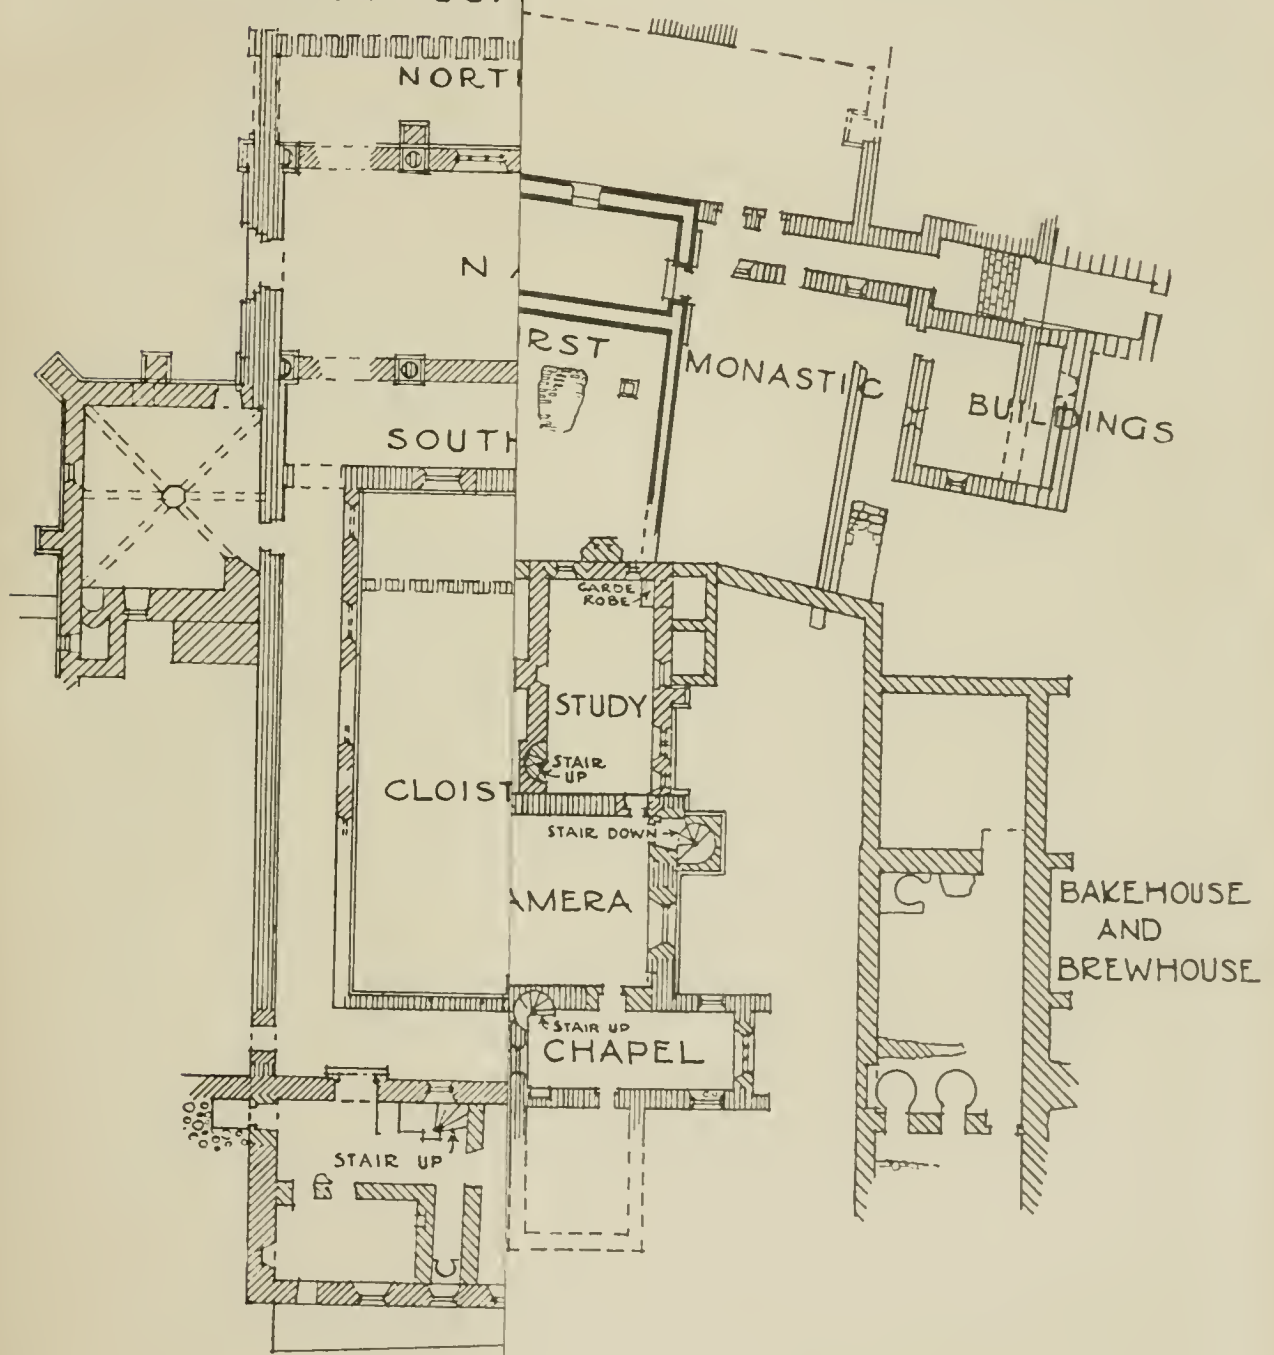 NORT
N A
RST
MONASTIC
BUILDINGS
SOUTH
GARDE
ROBE
STUDY
STAIR
UP
CLOIST
STAIR DOWN
AMERA
BAKEHOUSE
AND
BREWHOUSE
STAIR UP
CHAPEL
STAIR UP